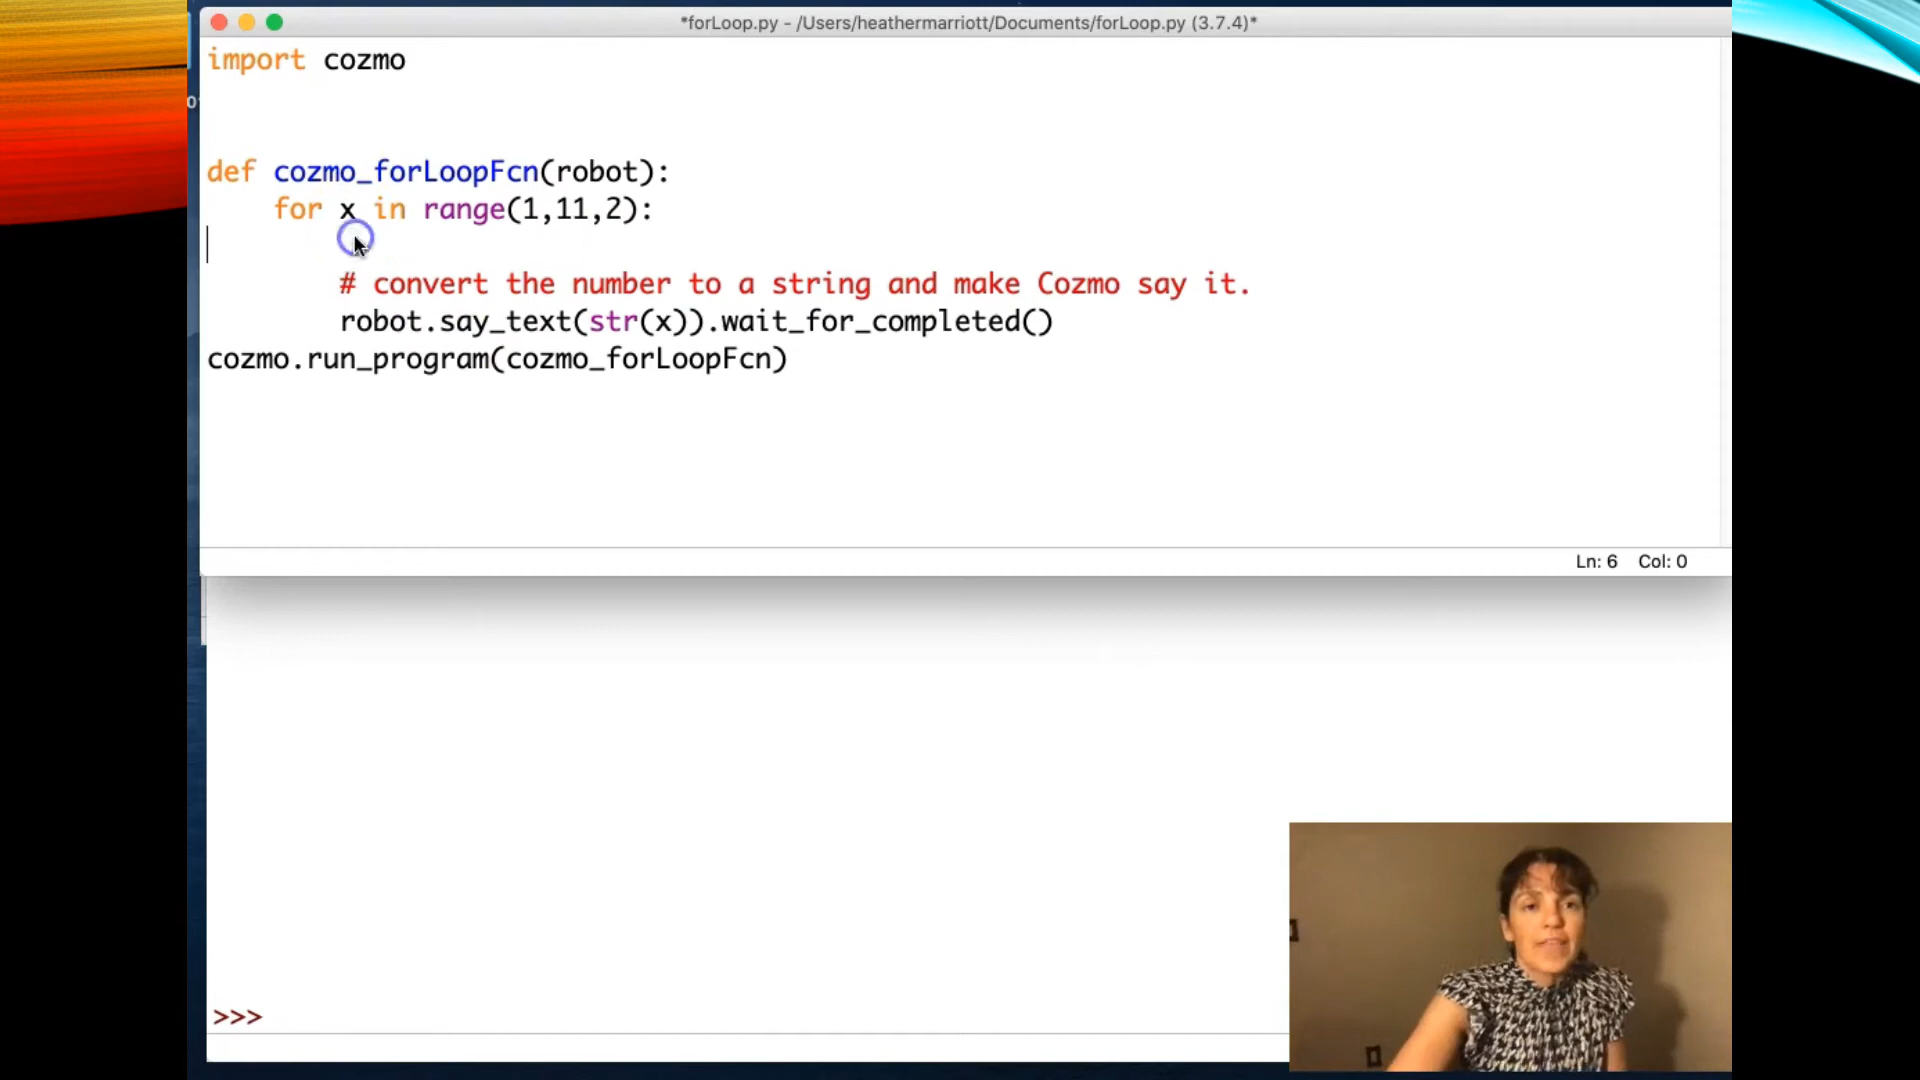 *forLoop.py - /Users/heathermarriott/Documents/forLoop.py (3.7.4)*
import cozmo
def cozmo_forLoopFcn(robot):
for x in range(1,11,2):
# convert the number to a string and make Cozmo say it.
robot.say_text(str(x)).wait_for_completed()
cozmo.run_program(cozmo_forLoopFcn)
Ln: 6 Col: 0
>>>